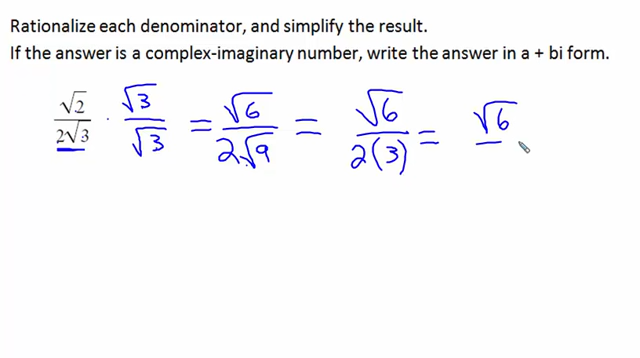 Rationalize each denominator, and simplify the result.
If the answer is a complex-imaginary number, write the answer in a + bi form.
√2/2√3 · √3/√3 = √6/2√9 = √6/2(3) = √6